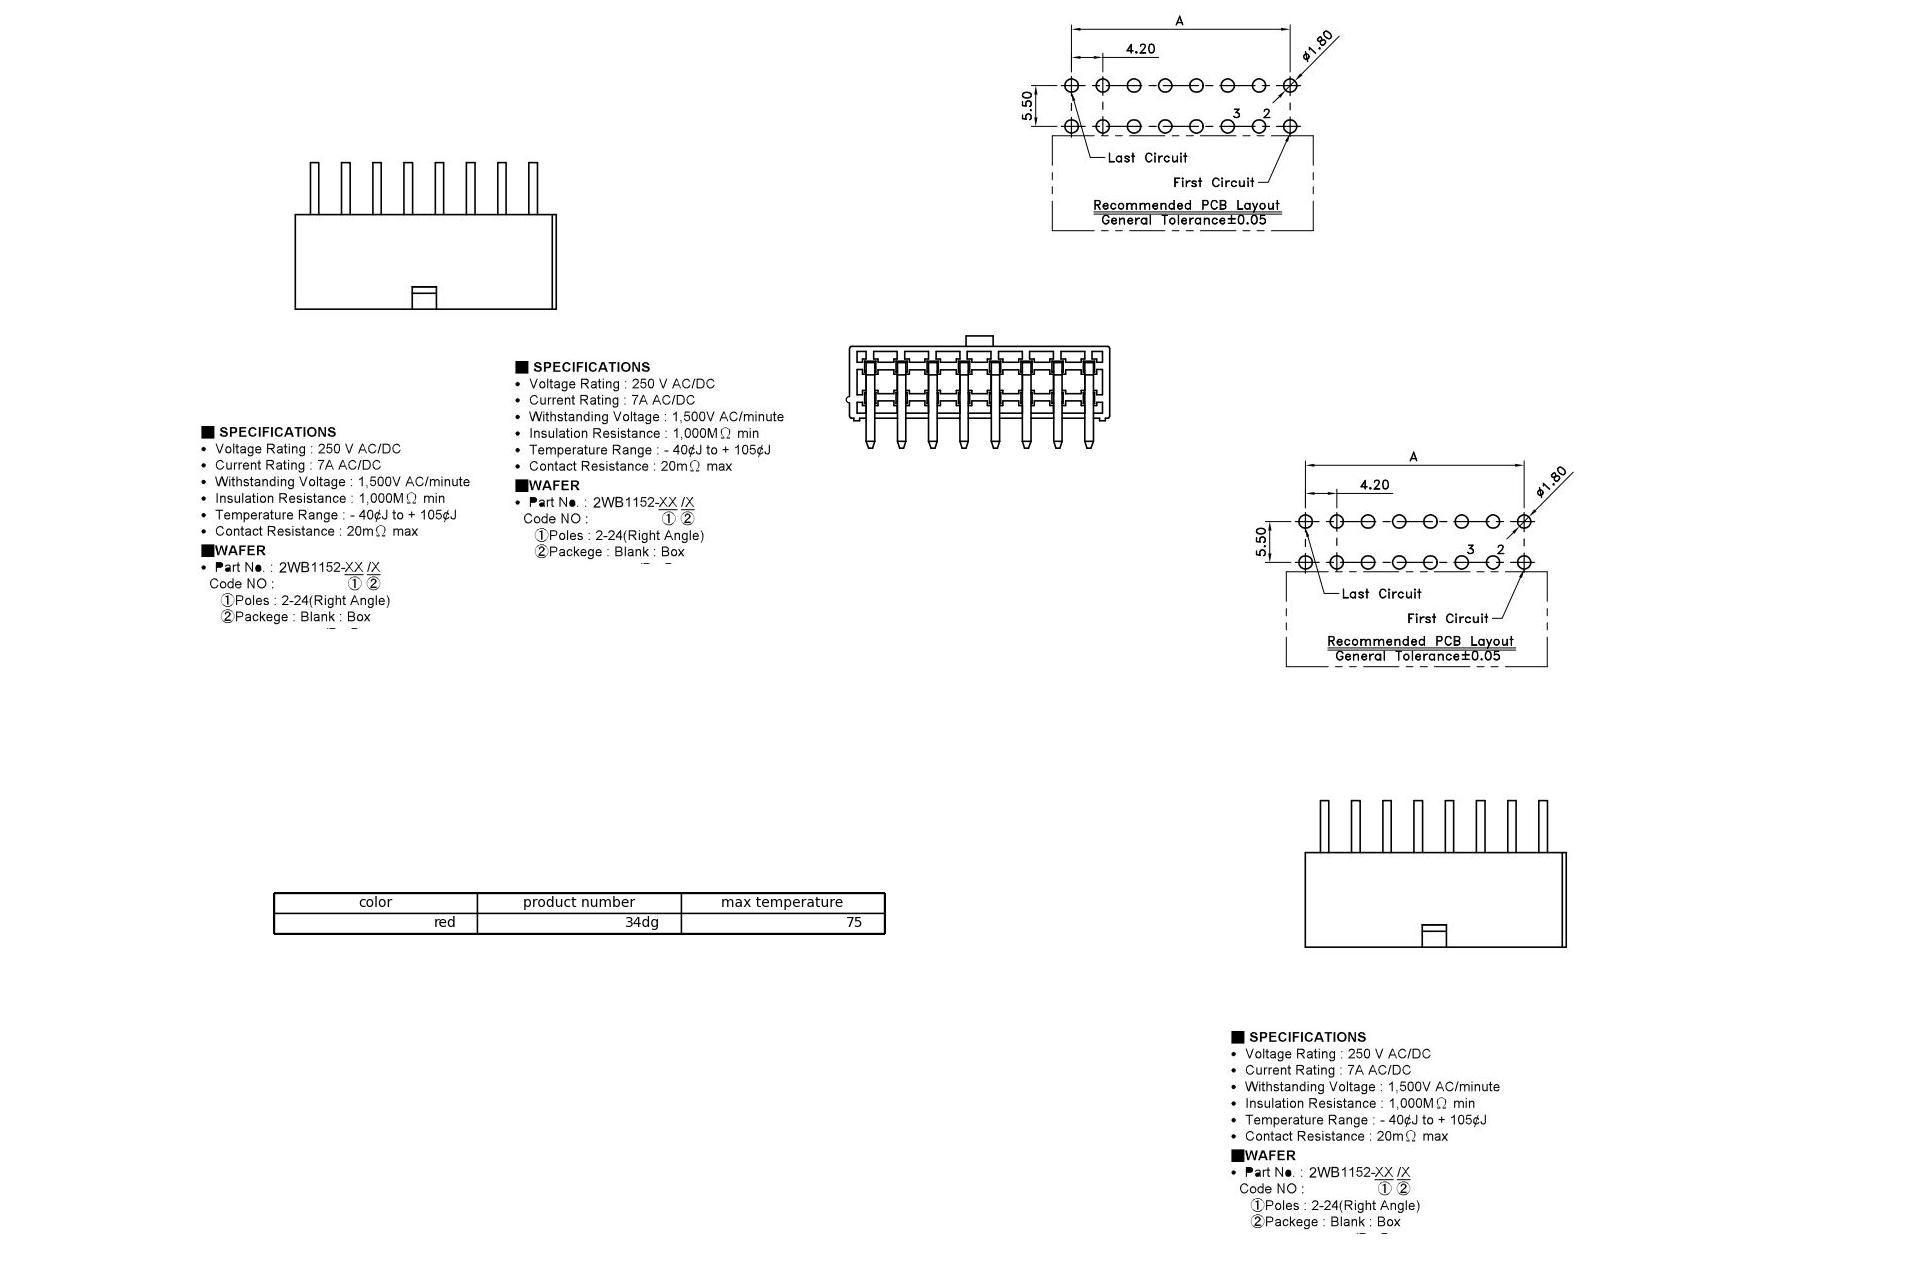 A
4.20
ø1.80
5.50
3 2
Last Circuit
First Circuit
Recommended PCB Layout
General Tolerance±0.05
■ SPECIFICATIONS
• Voltage Rating : 250 V AC/DC
• Current Rating : 7A AC/DC
• Withstanding Voltage : 1,500V AC/minute
• Insulation Resistance : 1,000MΩ min
• Temperature Range : - 40¢J to + 105¢J
• Contact Resistance : 20mΩ max
■WAFER
• Part No. : 2WB1152-XX /X
Code NO : ① ②
①Poles : 2-24(Right Angle)
②Packege : Blank : Box
■ SPECIFICATIONS
• Voltage Rating : 250 V AC/DC
• Current Rating : 7A AC/DC
• Withstanding Voltage : 1,500V AC/minute
• Insulation Resistance : 1,000MΩ min
• Temperature Range : - 40¢J to + 105¢J
• Contact Resistance : 20mΩ max
■WAFER
• Part No. : 2WB1152-XX /X
Code NO : ① ②
①Poles : 2-24(Right Angle)
②Packege : Blank : Box
A
4.20
ø1.80
5.50
3 2
Last Circuit
First Circuit
Recommended PCB Layout
General Tolerance±0.05
color product number max temperature
red 34dg 75
■ SPECIFICATIONS
• Voltage Rating : 250 V AC/DC
• Current Rating : 7A AC/DC
• Withstanding Voltage : 1,500V AC/minute
• Insulation Resistance : 1,000MΩ min
• Temperature Range : - 40¢J to + 105¢J
• Contact Resistance : 20mΩ max
■WAFER
• Part No. : 2WB1152-XX /X
Code NO : ① ②
①Poles : 2-24(Right Angle)
②Packege : Blank : Box